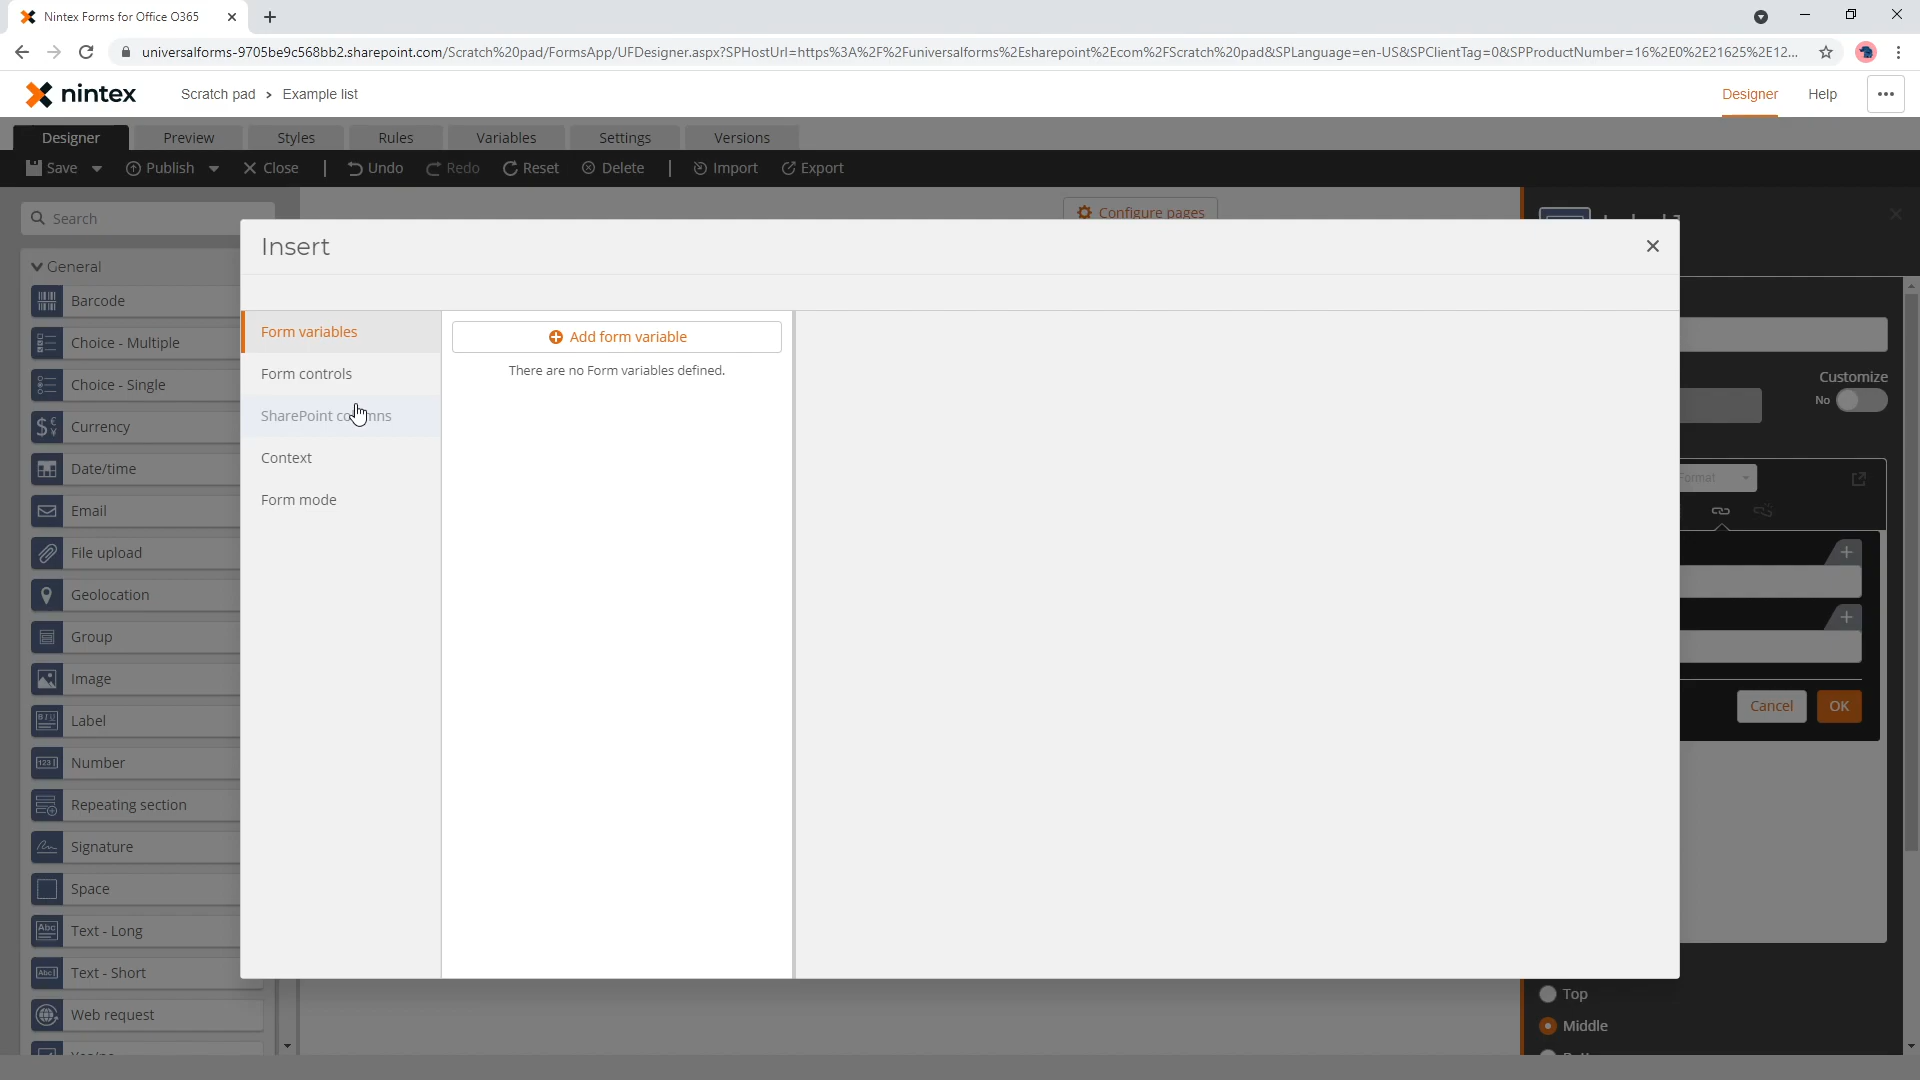 Nintex Forms for Office O365
universalforms-9705be9c568bb2.sharepoint.com/Scratch%20pad/FormsApp/UFDesigner.aspx?SPHostUrl=https%3A%2F%2Funiversalforms%2Esharepoint%2Ecom%2FScratch%20pad&SPLanguage=en-US&SPClientTag=0&SPProductNumber=16%2E0%2E21625%2E12...
nintex Scratch pad > Example list Designer Help
Designer Preview Styles Rules Variables Settings Versions
Save Publish Close | Undo Redo Reset Delete | Import Export
Search
Configure pages
Insert
General
Barcode
Choice - Multiple
Choice - Single
Currency
Date/time
Email
File upload
Geolocation
Group
Image
Label
Number
Repeating section
Signature
Space
Text - Long
Text - Short
Web request
Form variables
Form controls
SharePoint columns
Context
Form mode
Add form variable
There are no Form variables defined.
Customize
No
Format
Cancel OK
Top
Middle